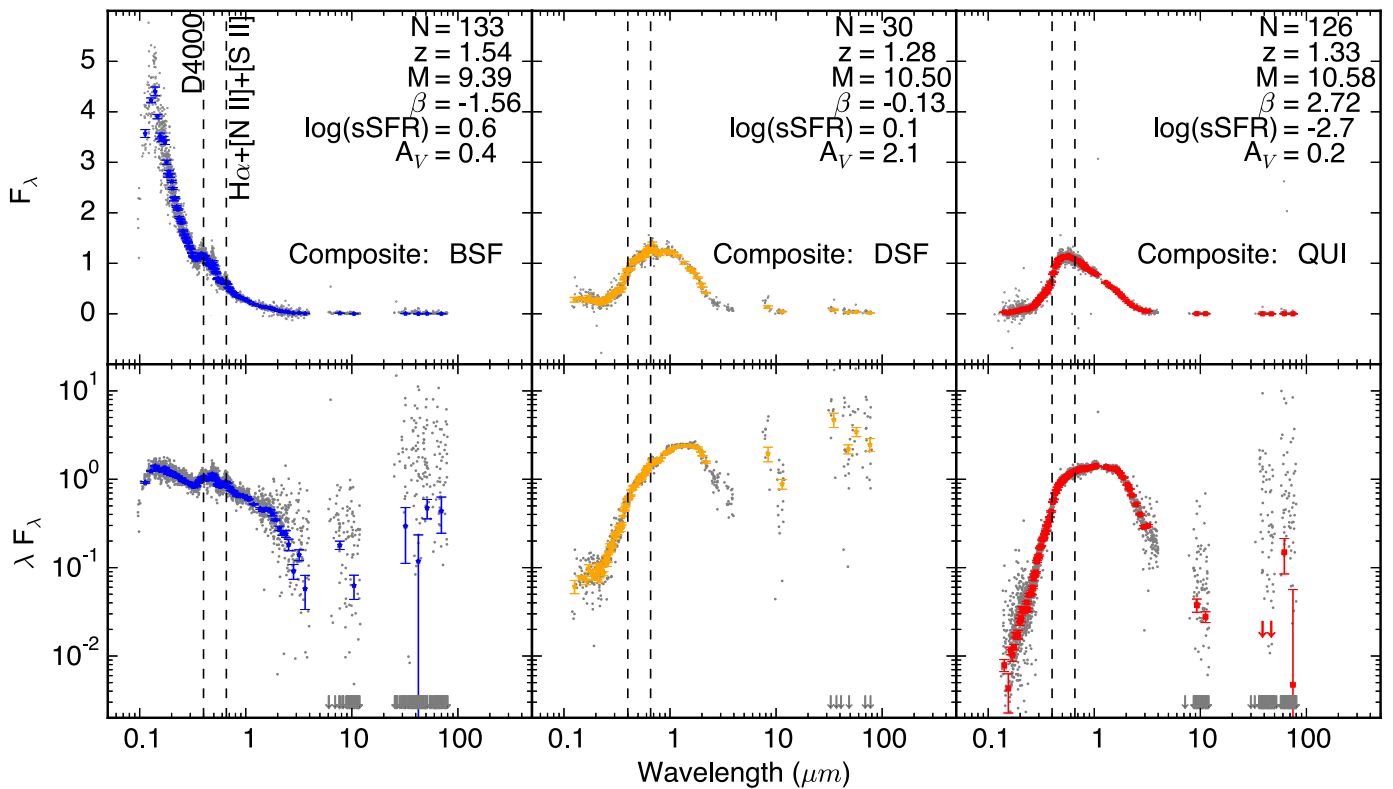 D4000
Hα+[N II]+[S II]
N = 133
z = 1.54
M = 9.39
β = -1.56
log(sSFR) = 0.6
A_V = 0.4
Composite: BSF
N = 30
z = 1.28
M = 10.50
β = -0.13
log(sSFR) = 0.1
A_V = 2.1
Composite: DSF
N = 126
z = 1.33
M = 10.58
β = 2.72
log(sSFR) = -2.7
A_V = 0.2
Composite: QUI
F_λ
5
4
3
2
1
0
λ F_λ
10^1
10^0
10^-1
10^-2
0.1 1 10 100
0.1 1 10 100
0.1 1 10 100
Wavelength (μm)